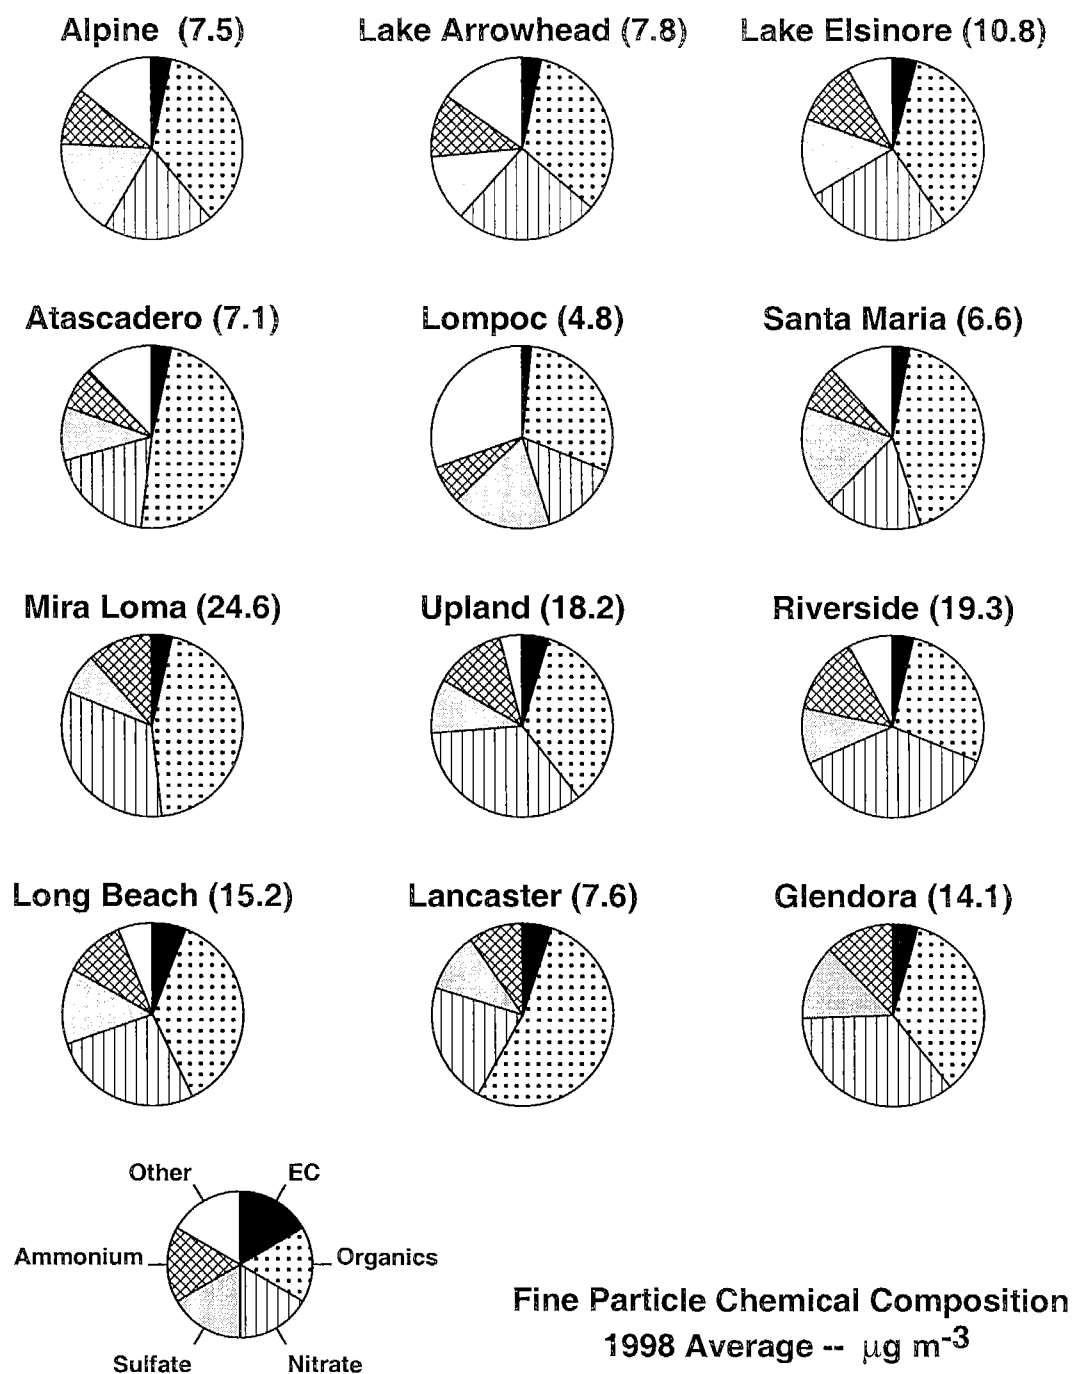 Alpine (7.5) Lake Arrowhead (7.8) Lake Elsinore (10.8)
Atascadero (7.1) Lompoc (4.8) Santa Maria (6.6)
Mira Loma (24.6) Upland (18.2) Riverside (19.3)
Long Beach (15.2) Lancaster (7.6) Glendora (14.1)
Other EC
Ammonium Organics
Sulfate Nitrate
Fine Particle Chemical Composition
1998 Average -- μg m-3